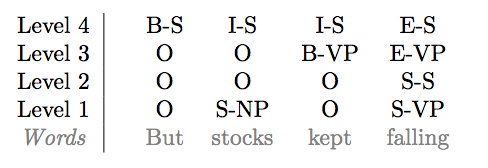 Level 4 B-S I-S I-S E-S
Level 3 O O B-VP E-VP
Level 2 O O O S-S
Level 1 O S-NP O S-VP
Words But stocks kept falling